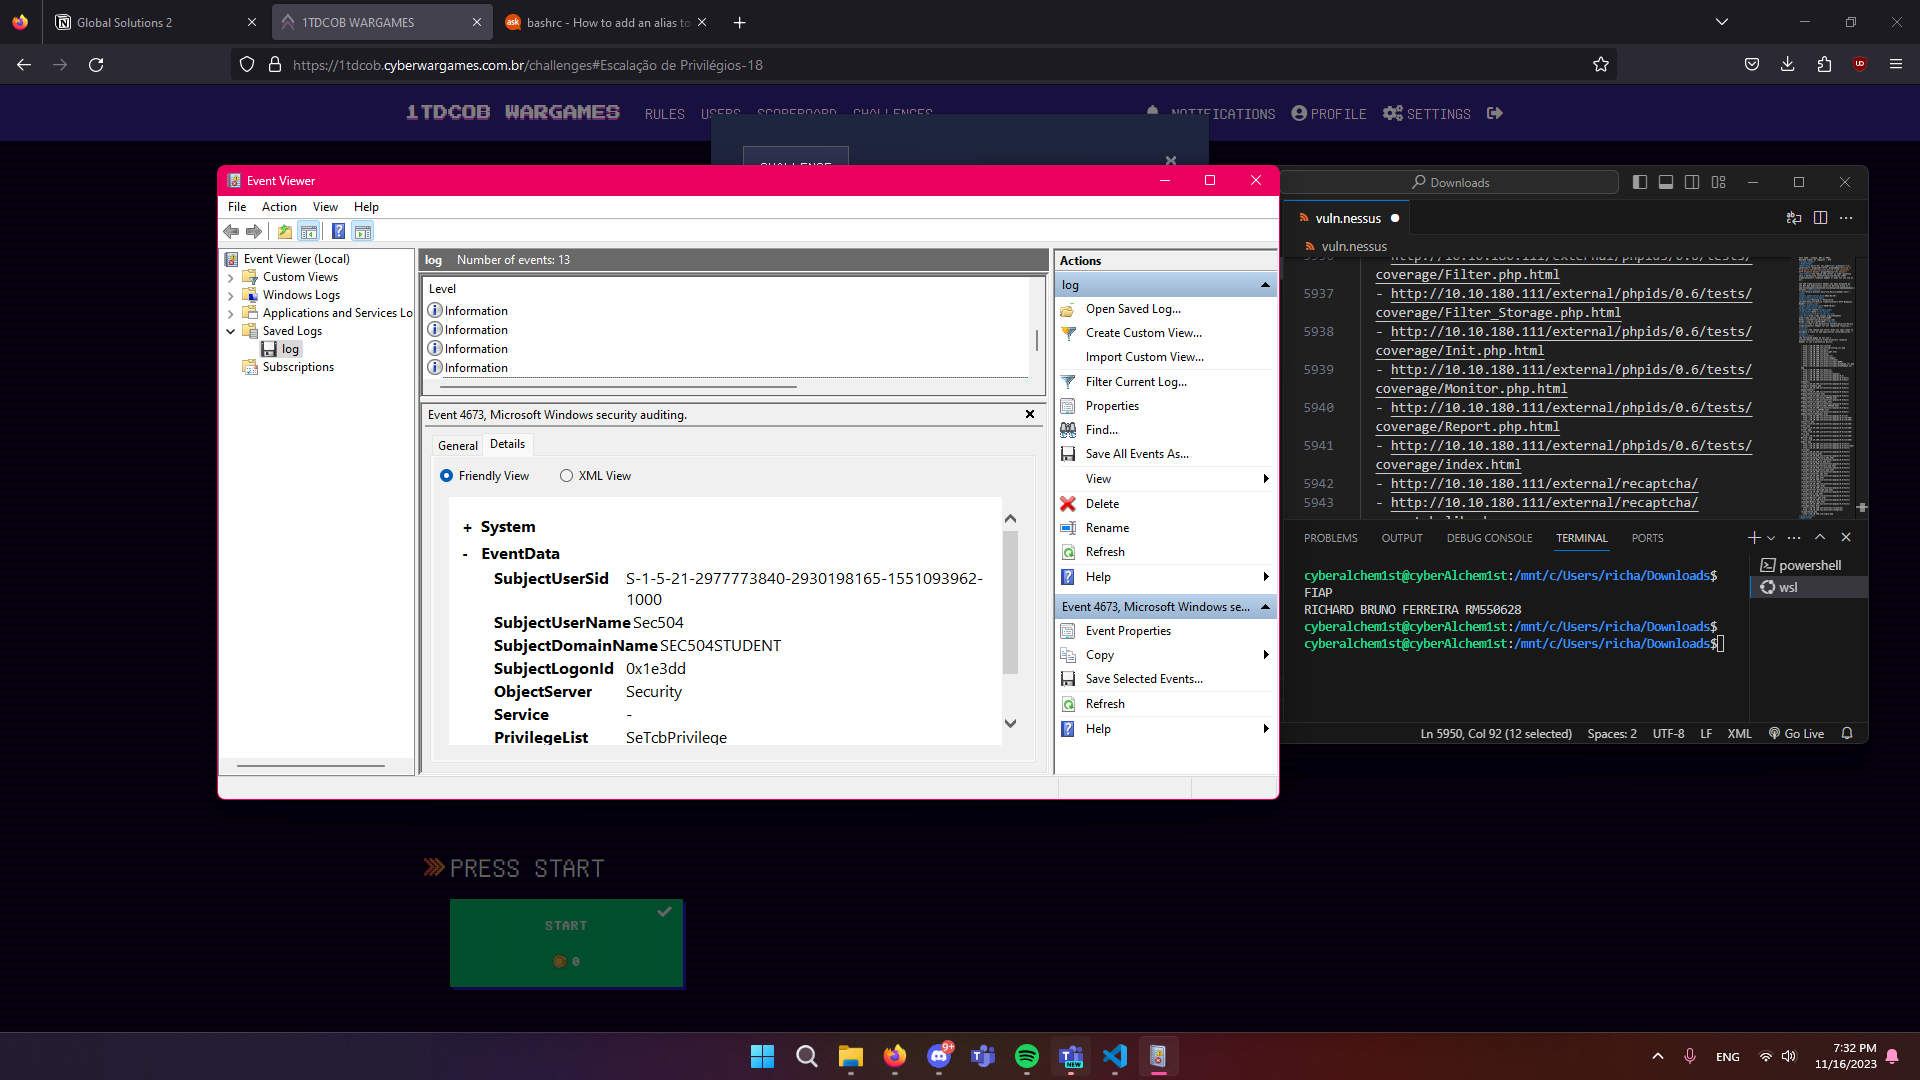 Global Solutions 2
1TDCOB WARGAMES
bashrc - How to add an alias to
https://1tdcob.cyberwargames.com.br/challenges#Escalação de Privilégios-18
1TDCOB WARGAMES
RULES
USERS
SCOREBOARD
CHALLENGES
NOTIFICATIONS
PROFILE
SETTINGS
CHALLENGE
Event Viewer
File Action View Help
Event Viewer (Local)
Custom Views
Windows Logs
Applications and Services Lo
Saved Logs
log
Subscriptions
log Number of events: 13
Level
Information
Information
Information
Information
Event 4673, Microsoft Windows security auditing.
General
Details
Friendly View
XML View
+ System
- EventData
SubjectUserSid S-1-5-21-2977773840-2930198165-1551093962-
1000
SubjectUserName Sec504
SubjectDomainName SEC504STUDENT
SubjectLogonId 0x1e3dd
ObjectServer Security
Service -
PrivilegeList SeTcbPrivilege
Actions
log
Open Saved Log...
Create Custom View...
Import Custom View...
Filter Current Log...
Properties
Find...
Save All Events As...
View
Delete
Rename
Refresh
Help
Event 4673, Microsoft Windows se...
Event Properties
Copy
Save Selected Events...
Refresh
Help
Downloads
vuln.nessus
vuln.nessus
5936 - http://10.10.180.111/external/phpids/0.6/tests/
coverage/Filter.php.html
5937 - http://10.10.180.111/external/phpids/0.6/tests/
coverage/Filter_Storage.php.html
5938 - http://10.10.180.111/external/phpids/0.6/tests/
coverage/Init.php.html
5939 - http://10.10.180.111/external/phpids/0.6/tests/
coverage/Monitor.php.html
5940 - http://10.10.180.111/external/phpids/0.6/tests/
coverage/Report.php.html
5941 - http://10.10.180.111/external/phpids/0.6/tests/
coverage/index.html
5942 - http://10.10.180.111/external/recaptcha/
5943 - http://10.10.180.111/external/recaptcha/
PROBLEMS
OUTPUT
DEBUG CONSOLE
TERMINAL
PORTS
cyberalchem1st@cyberAlchem1st:/mnt/c/Users/richa/Downloads$
FIAP
RICHARD BRUNO FERREIRA RM550628
cyberalchem1st@cyberAlchem1st:/mnt/c/Users/richa/Downloads$
cyberalchem1st@cyberAlchem1st:/mnt/c/Users/richa/Downloads$
powershell
wsl
Ln 5950, Col 92 (12 selected)
Spaces: 2
UTF-8
LF
XML
Go Live
PRESS START
START
0
9+
NEW
ENG
7:32 PM
11/16/2023